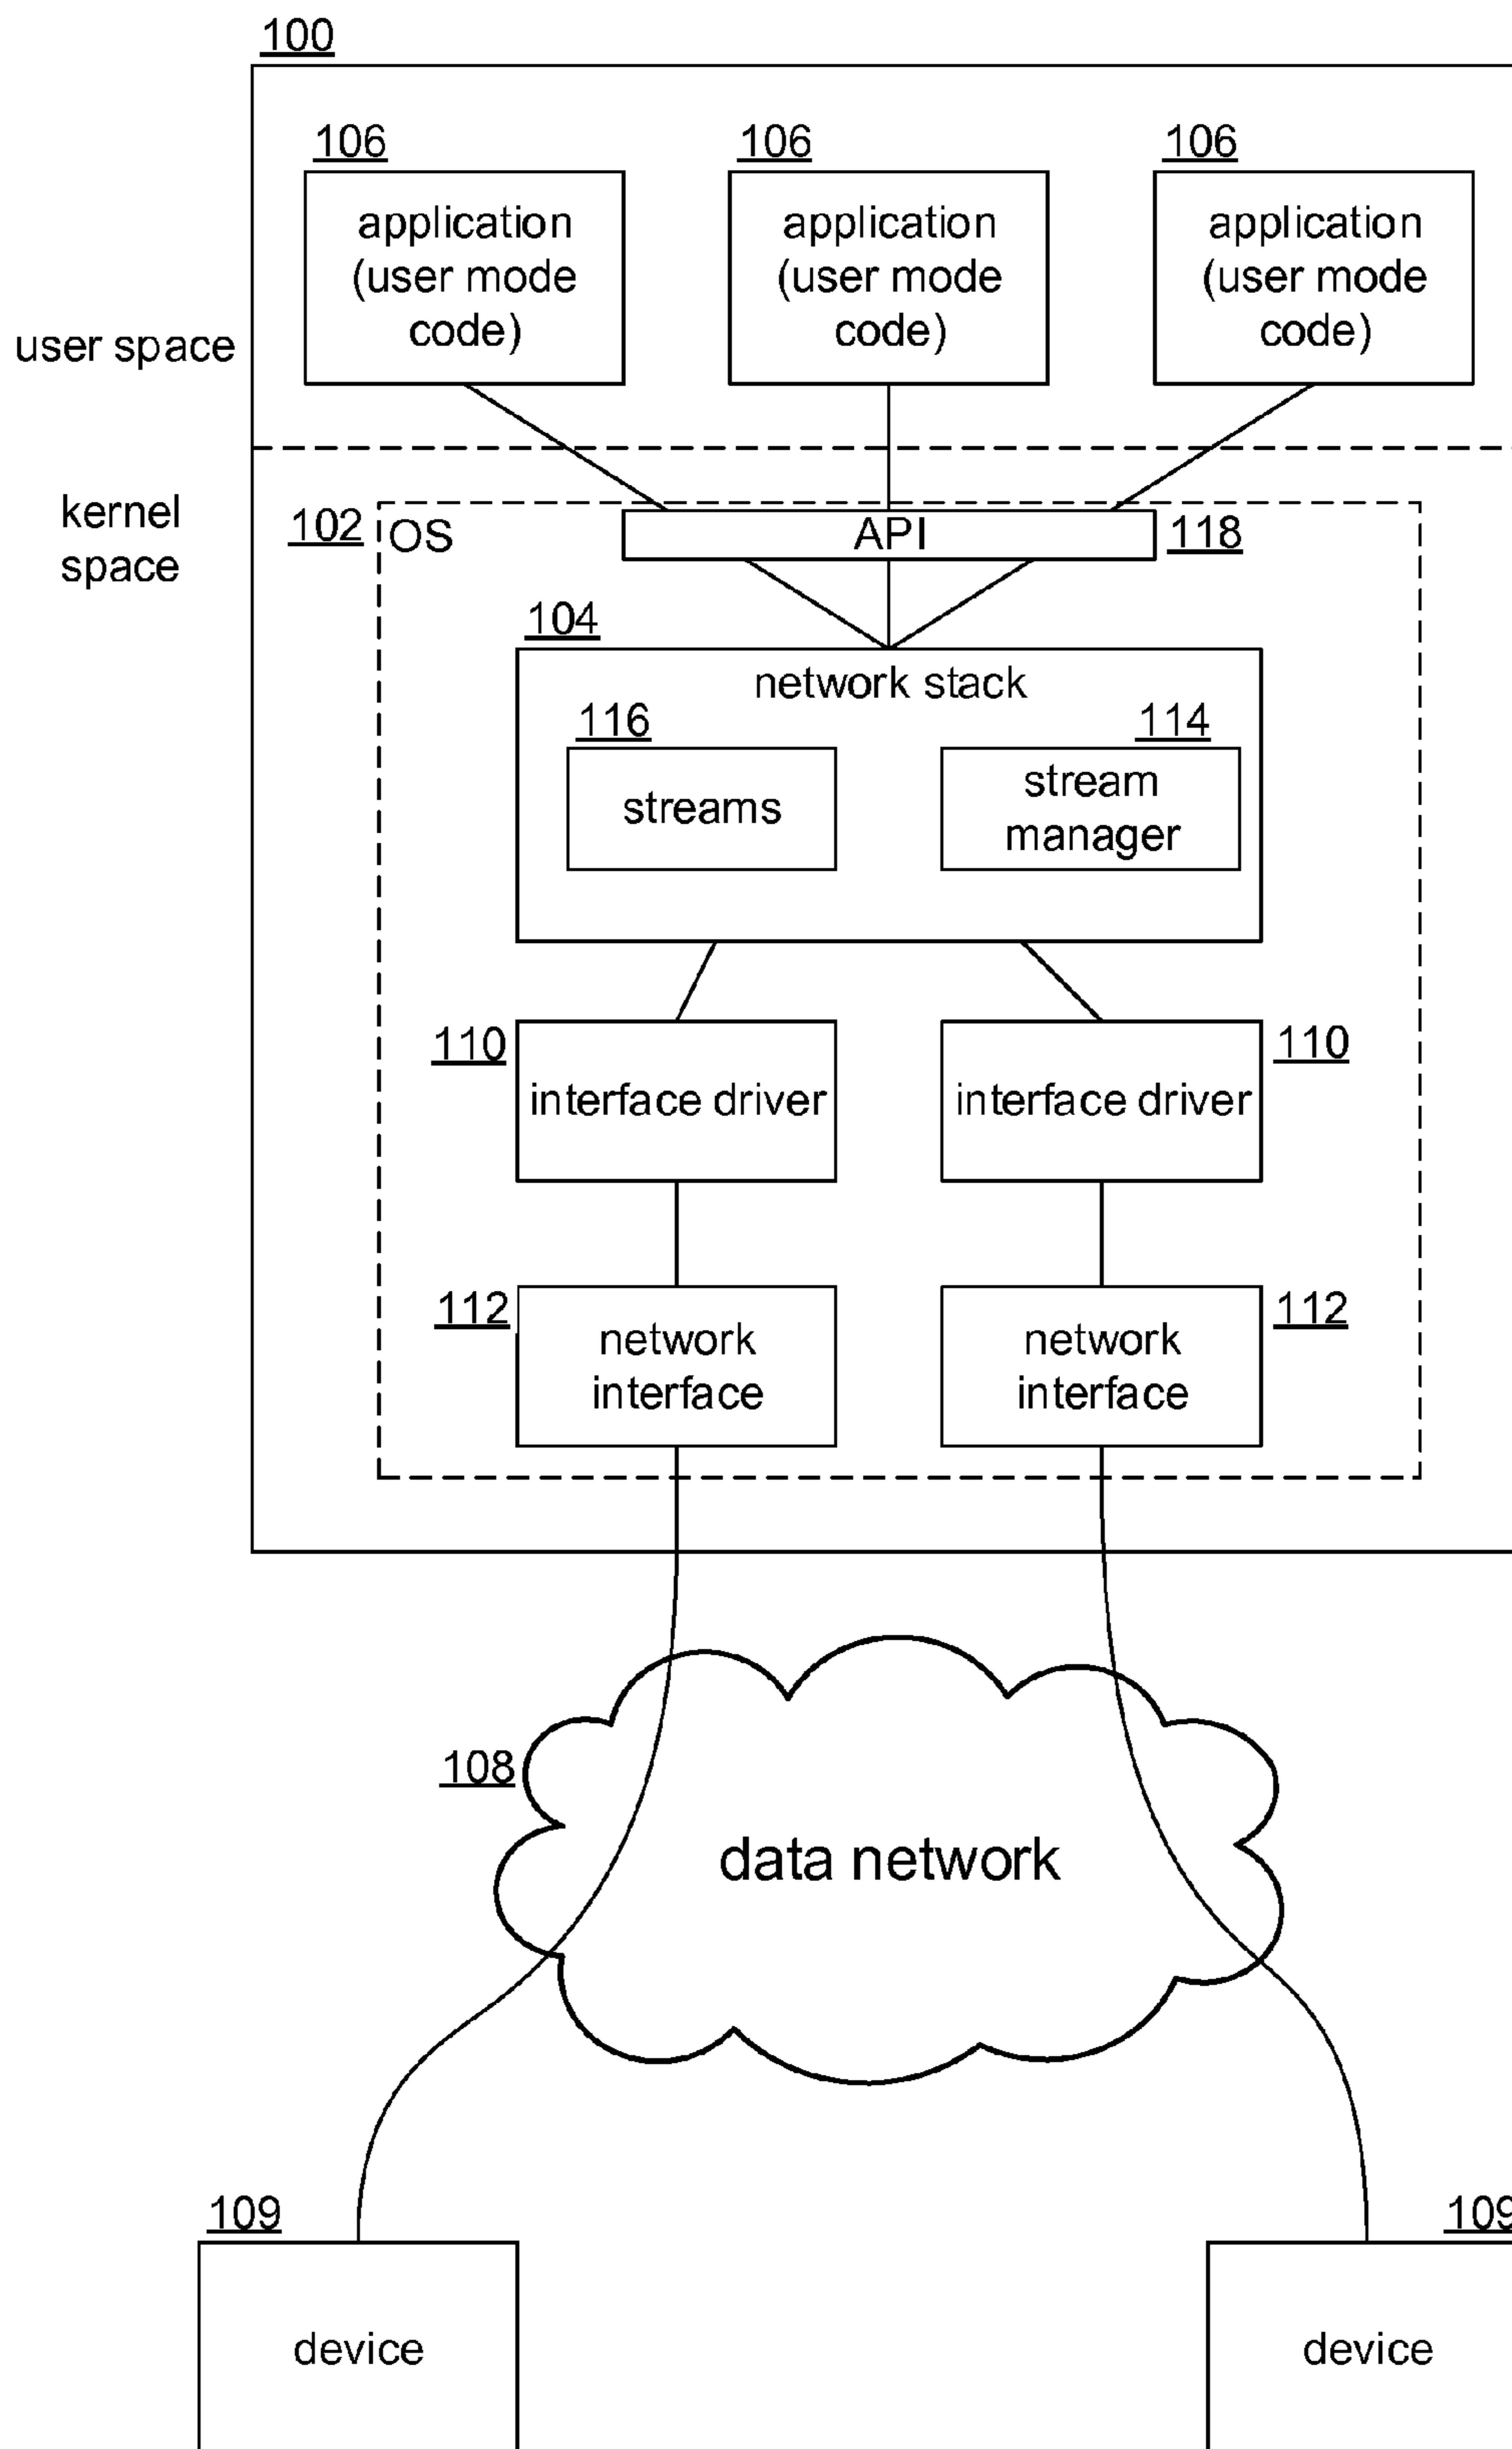 100
106
106
106
application
(user mode
code)
application
(user mode
code)
application
(user mode
code)
user space
kernel
space
102
OS
API
118
104
network stack
116
114
streams
stream
manager
110
interface driver
interface driver
110
112
network
interface
network
interface
112
108
data network
109
109
device
device